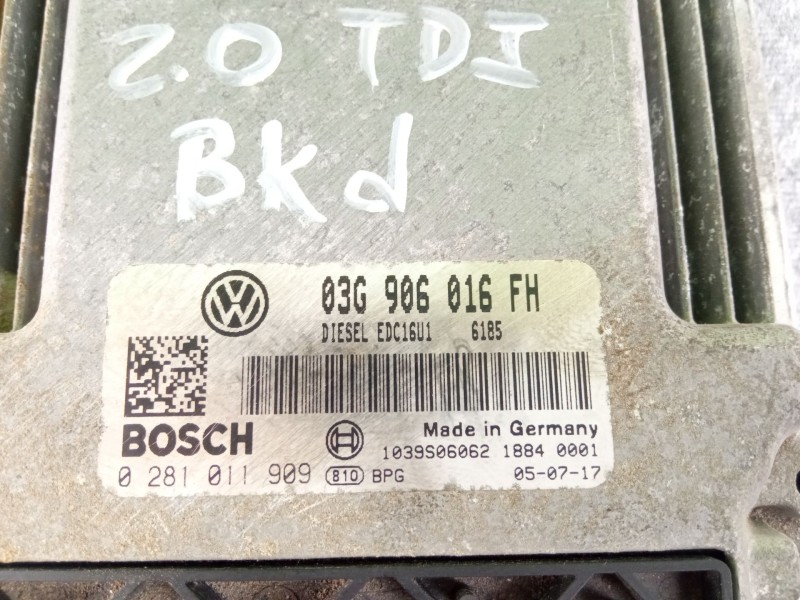 2.0 TDI
BKd
VW
03G 906 016 FH
DIESEL EDC16U1 6185
BOSCH
Made in Germany
1039S06062 1884 0001
0 281 011 909 810 BPG 05-07-17